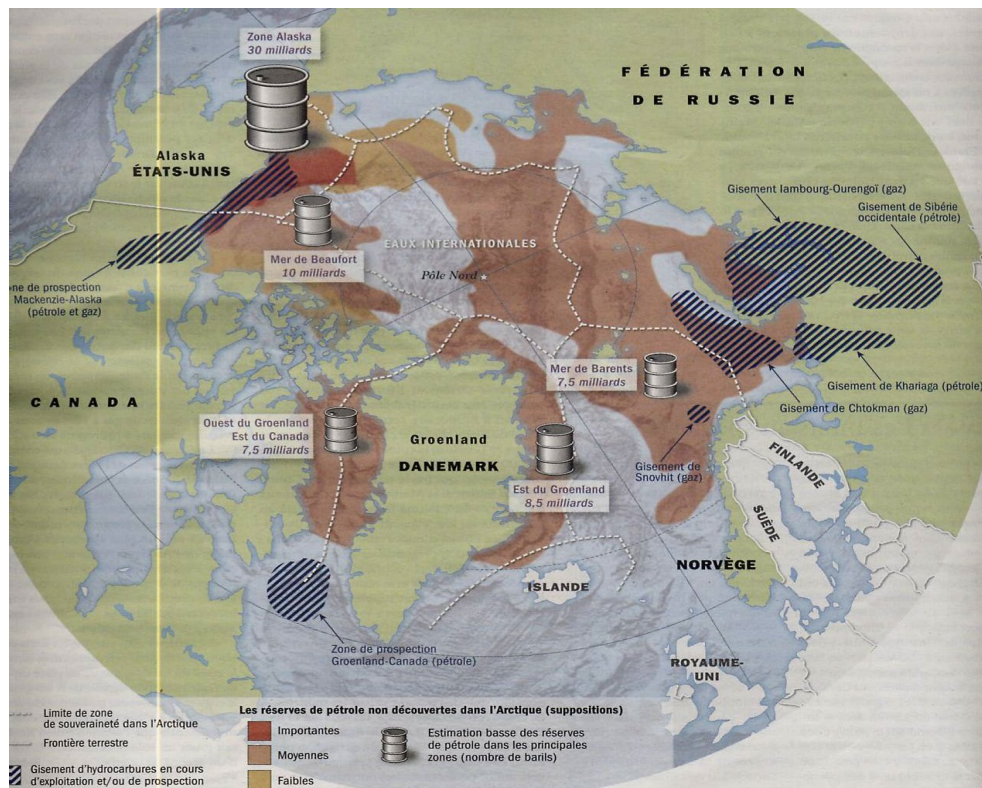 Zone Alaska
30 milliards
FÉDÉRATION
DE RUSSIE
Alaska
ÉTATS-UNIS
Gisement Iambourg-Ourengoï (gaz)
Gisement de Sibérie
occidentale (pétrole)
EAUX INTERNATIONALES
Pôle Nord
Mer de Beaufort
10 milliards
ne de prospection
Mackenzie-Alaska
(pétrole et gaz)
Mer de Barents
7,5 milliards
Gisement de Khariaga (pétrole)
Gisement de Chtokman (gaz)
CANADA
Ouest du Groenland
Est du Canada
7,5 milliards
Groenland
DANEMARK
Gisement de
Snovhit (gaz)
FINLANDE
SUÈDE
Est du Groenland
8,5 milliards
NORVÈGE
ISLANDE
Zone de prospection
Groenland-Canada (pétrole)
ROYAUME-
UNI
Limite de zone
de souveraineté dans l'Arctique
Frontière terrestre
Gisement d'hydrocarbures en cours
d'exploitation et/ou de prospection
Les réserves de pétrole non découvertes dans l'Arctique (suppositions)
Importantes
Moyennes
Faibles
Estimation basse des réserves
de pétrole dans les principales
zones (nombre de barils)